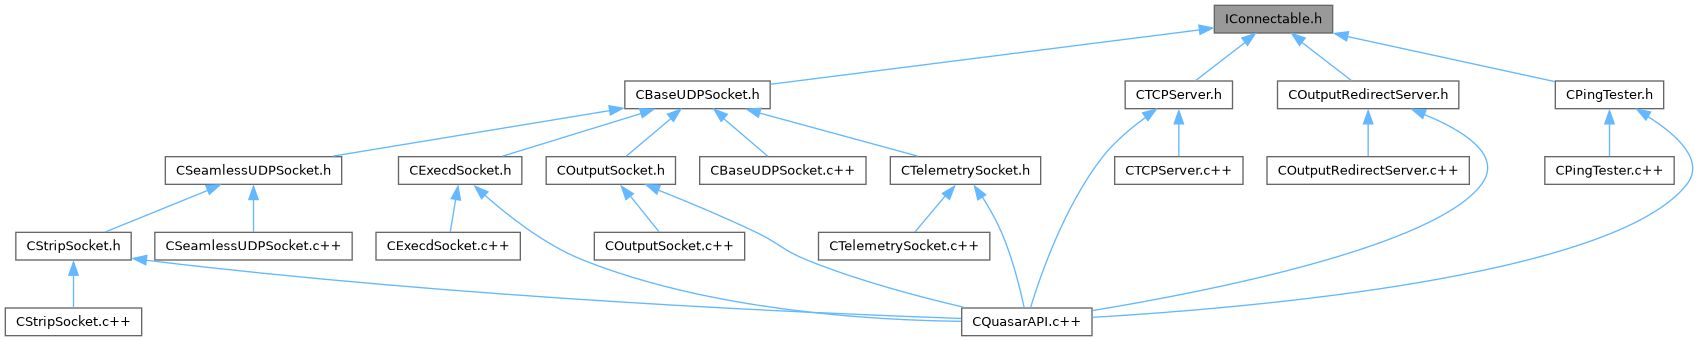 IConnectable.h
CBaseUDPSocket.h
CTCPServer.h
COutputRedirectServer.h
CPingTester.h
CSeamlessUDPSocket.h
CExecdSocket.h
COutputSocket.h
CBaseUDPSocket.c++
CTelemetrySocket.h
CTCPServer.c++
COutputRedirectServer.c++
CPingTester.c++
CStripSocket.h
CSeamlessUDPSocket.c++
CExecdSocket.c++
COutputSocket.c++
CTelemetrySocket.c++
CStripSocket.c++
CQuasarAPI.c++